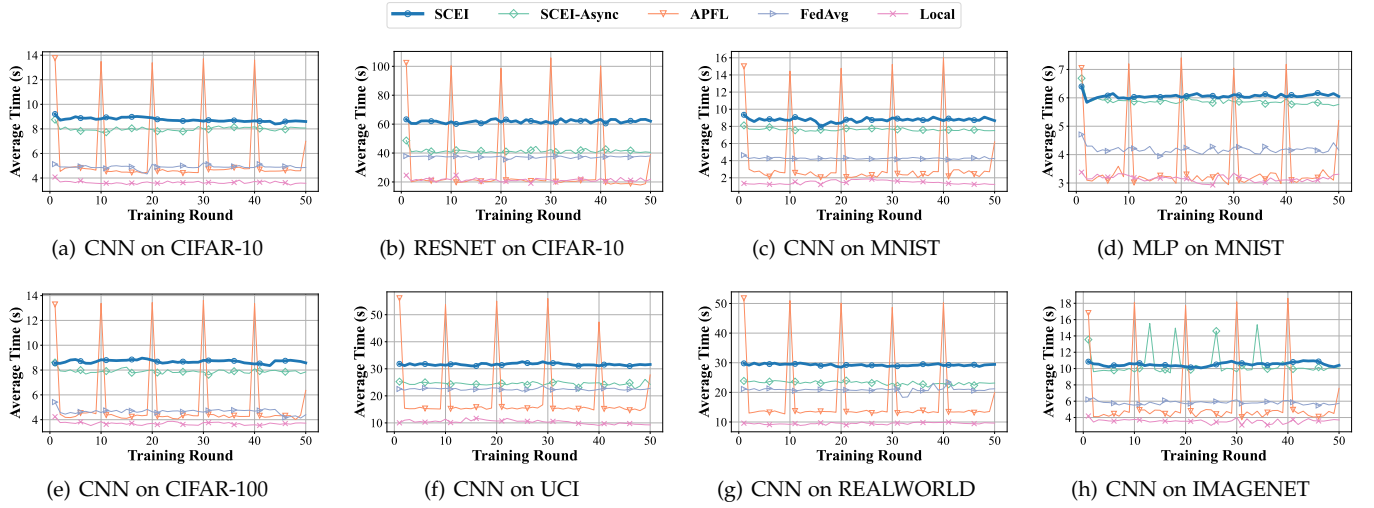 SCEI SCEI-Async APFL FedAvg Local
14
12
10
8
6
4
Average Time (s)
0 10 20 30 40 50
Training Round
(a) CNN on CIFAR-10
100
80
60
40
20
Average Time (s)
0 10 20 30 40 50
Training Round
(b) RESNET on CIFAR-10
16
14
12
10
8
6
4
2
0
Average Time (s)
0 10 20 30 40 50
Training Round
(c) CNN on MNIST
7
6
5
4
3
Average Time (s)
0 10 20 30 40 50
Training Round
(d) MLP on MNIST
14
12
10
8
6
4
Average Time (s)
0 10 20 30 40 50
Training Round
(e) CNN on CIFAR-100
50
40
30
20
10
Average Time (s)
0 10 20 30 40 50
Training Round
(f) CNN on UCI
50
40
30
20
10
Average Time (s)
0 10 20 30 40 50
Training Round
(g) CNN on REALWORLD
18
16
14
12
10
8
6
4
Average Time (s)
0 10 20 30 40 50
Training Round
(h) CNN on IMAGENET